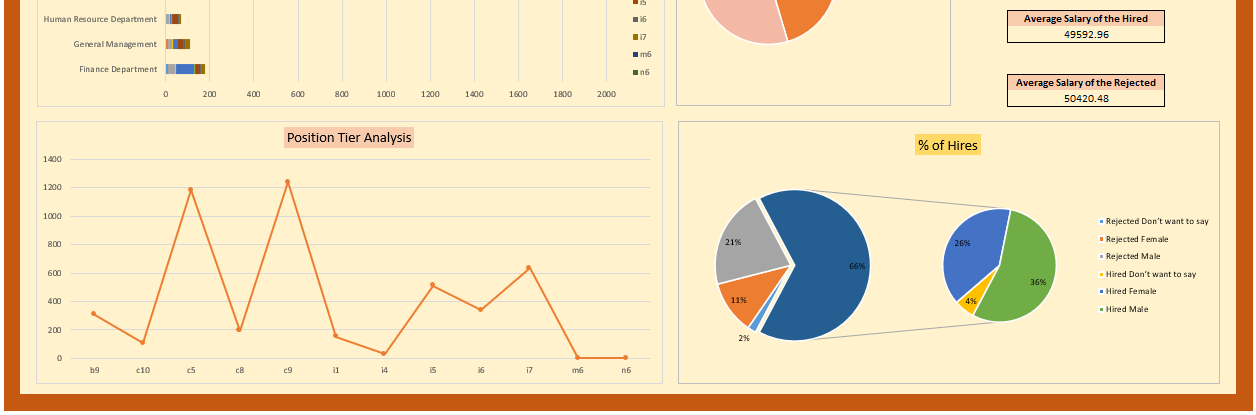 Human Resource Department
General Management
Finance Department
0 200 400 600 800 1000 1200 1400 1600 1800 2000
i5
i6
i7
m6
n6
Average Salary of the Hired
49592.96
Average Salary of the Rejected
50420.48
Position Tier Analysis
1400
1200
1000
800
600
400
200
0
b9 c10 c5 c8 c9 i1 i4 i5 i6 i7 m6 n6
% of Hires
21%
66%
11%
2%
26%
36%
4%
Rejected Don't want to say
Rejected Female
Rejected Male
Hired Don't want to say
Hired Female
Hired Male